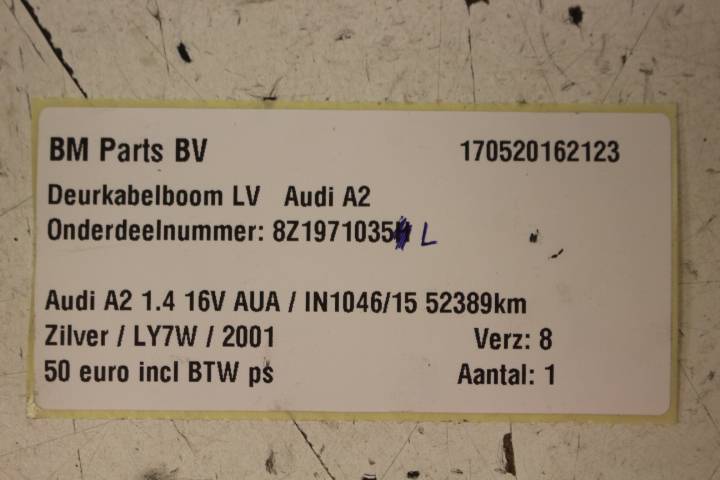 BM Parts BV 170520162123
Deurkabelboom LV Audi A2
Onderdeelnummer: 8Z1971035 L
Audi A2 1.4 16V AUA / IN1046/15 52389km
Zilver / LY7W / 2001 Verz: 8
50 euro incl BTW ps Aantal: 1